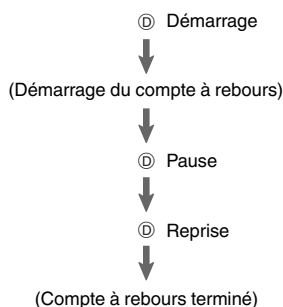 Ⓓ Démarrage
(Démarrage du compte à rebours)
Ⓓ Pause
Ⓓ Reprise
(Compte à rebours terminé)